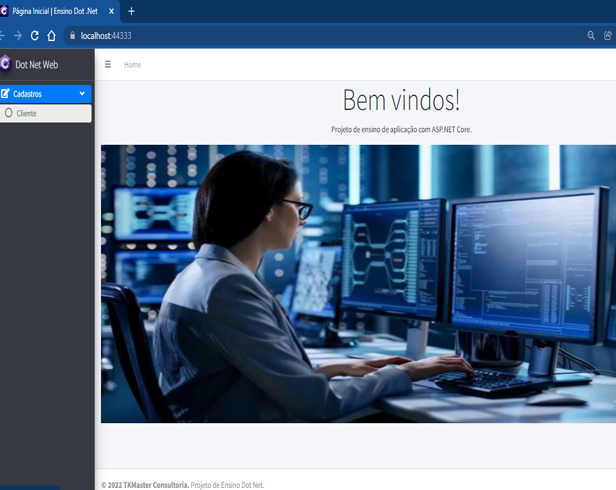 Página Inicial | Ensino Dot .Net
localhost:44333
Dot Net Web
Home
Cadastros
Cliente
Bem vindos!
Projeto de ensino de aplicação com ASP.NET Core.
© 2022 TKMaster Consultoria. Projeto de Ensino Dot Net.